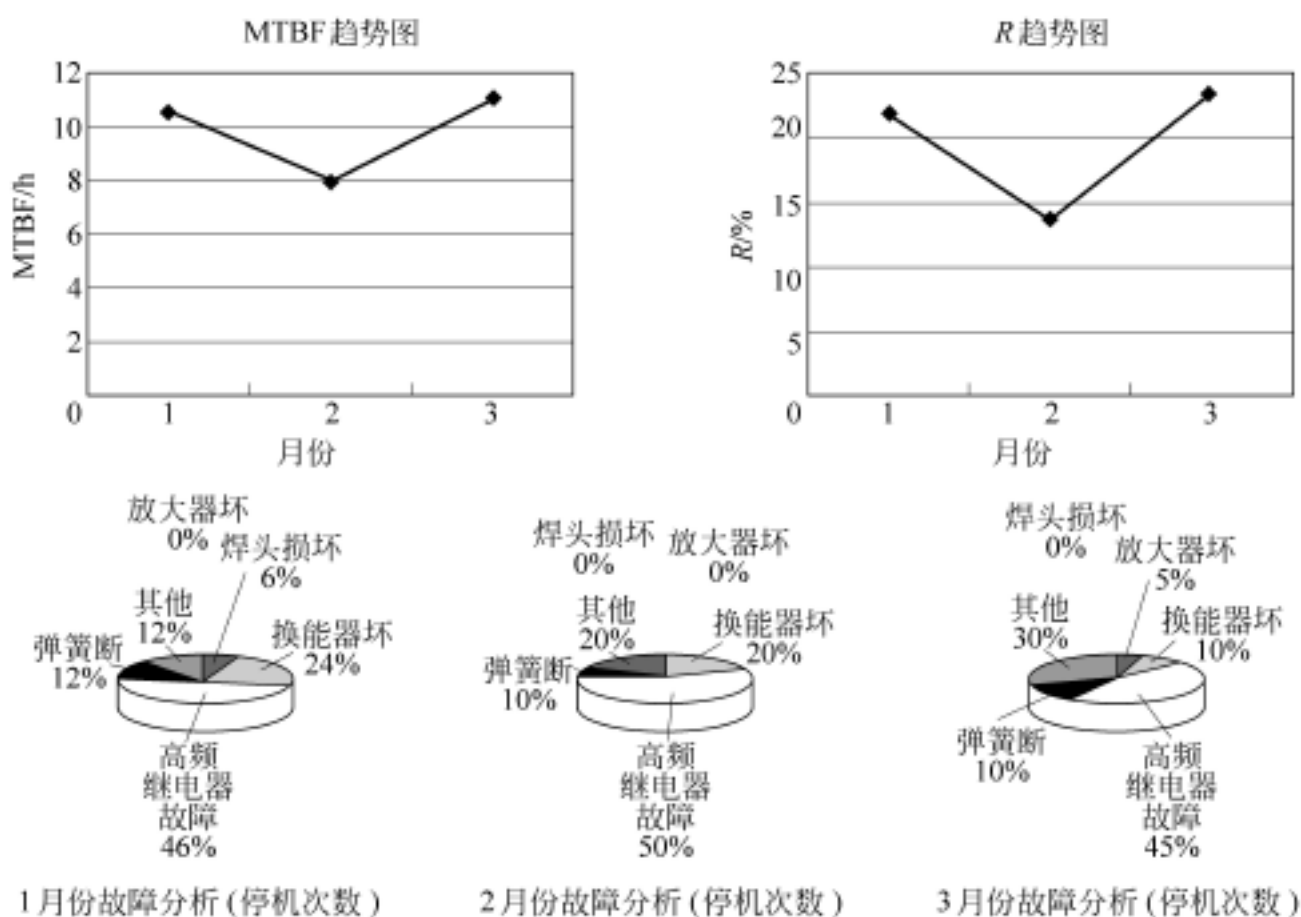 MTBF趋势图
12
10
8
6
4
2
0
MTBF/h
1 2 3
月份
R趋势图
25
20
15
10
5
0
R/%
1 2 3
月份
放大器坏
0%
焊头损坏
6%
其他
12%
换能器坏
24%
弹簧断
12%
高频
继电器
故障
46%
1月份故障分析(停机次数)
焊头损坏
0%
放大器坏
0%
其他
20%
换能器坏
20%
弹簧断
10%
高频
继电器
故障
50%
2月份故障分析(停机次数)
焊头损坏
0%
放大器坏
5%
其他
30%
换能器坏
10%
弹簧断
10%
高频
继电器
故障
45%
3月份故障分析(停机次数)